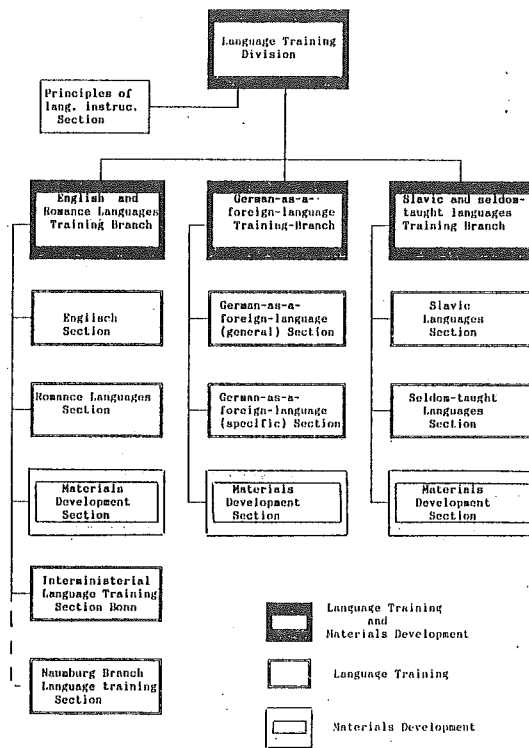 Language Training
Division
Principles of
lang. instruc.
Section
English and
Romance Languages
Training Branch
German-as-a-
foreign-language
Training-Branch
Slavic and seldom-
taught languages
Training Branch
Englisch
Section
German-as-a-
foreign-language
(general) Section
Slavic
Languages
Section
Romance Languages
Section
German-as-a-
foreign-language
(specific) Section
Seldom-taught
Languages
Section
Materials
Development
Section
Materials
Development
Section
Materials
Development
Section
Interministerial
Language Training
Section Bonn
Naumburg Branch
Language training
Section
Language Training
and
Materials Development
Language Training
Materials Development